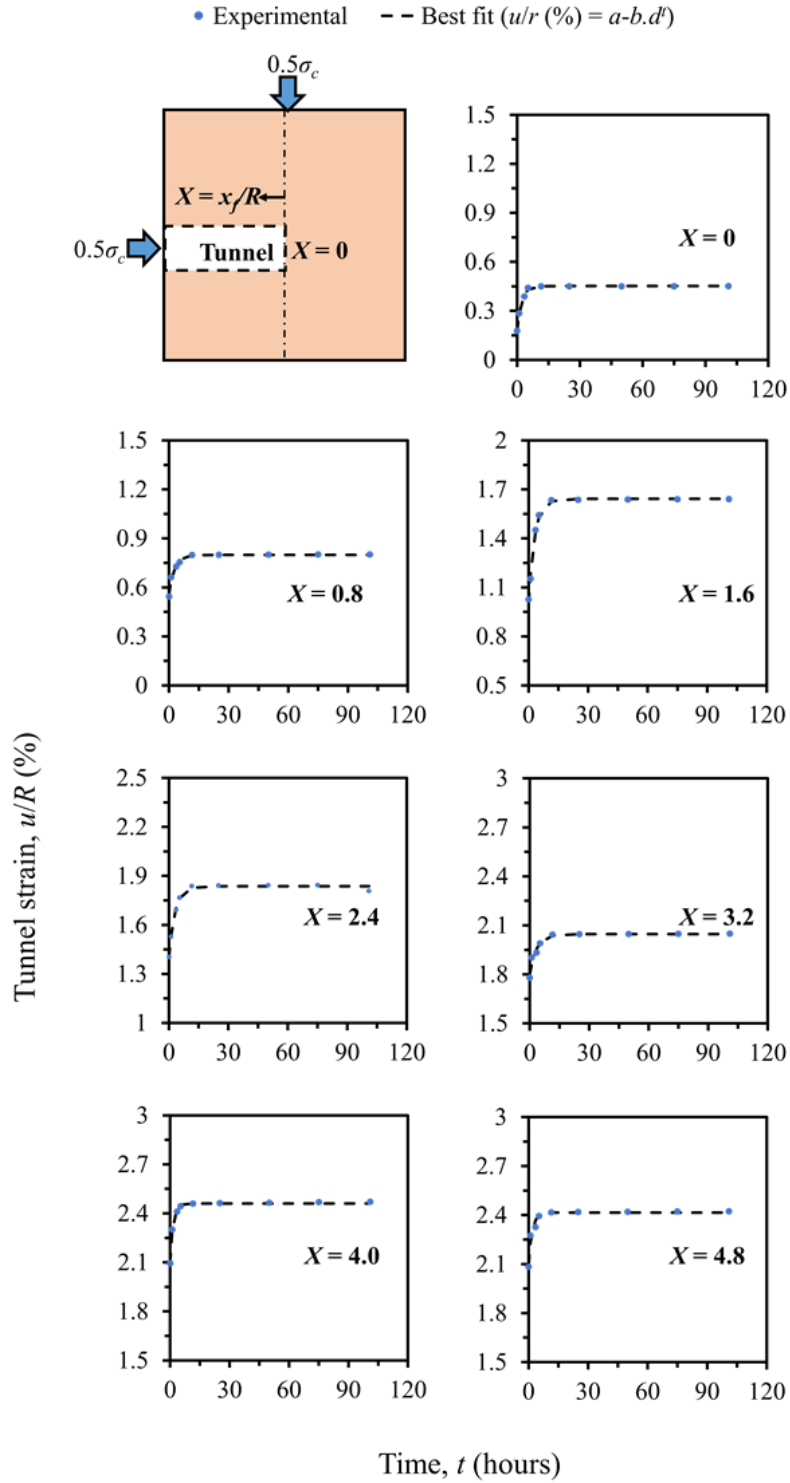 Experimental Best fit (u/r (%) = a-b.dᵗ)
0.5σc
X = xf/R
0.5σc
Tunnel X = 0
1.5
1.2
0.9
0.6
0.3
0
X = 0
0 30 60 90 120
1.5
1.2
0.9
0.6
0.3
0
X = 0.8
0 30 60 90 120
2
1.7
1.4
1.1
0.8
0.5
X = 1.6
0 30 60 90 120
Tunnel strain, u/R (%)
2.5
2.2
1.9
1.6
1.3
1
X = 2.4
0 30 60 90 120
3
2.7
2.4
2.1
1.8
1.5
X = 3.2
0 30 60 90 120
3
2.7
2.4
2.1
1.8
1.5
X = 4.0
0 30 60 90 120
3
2.7
2.4
2.1
1.8
1.5
X = 4.8
0 30 60 90 120
Time, t (hours)